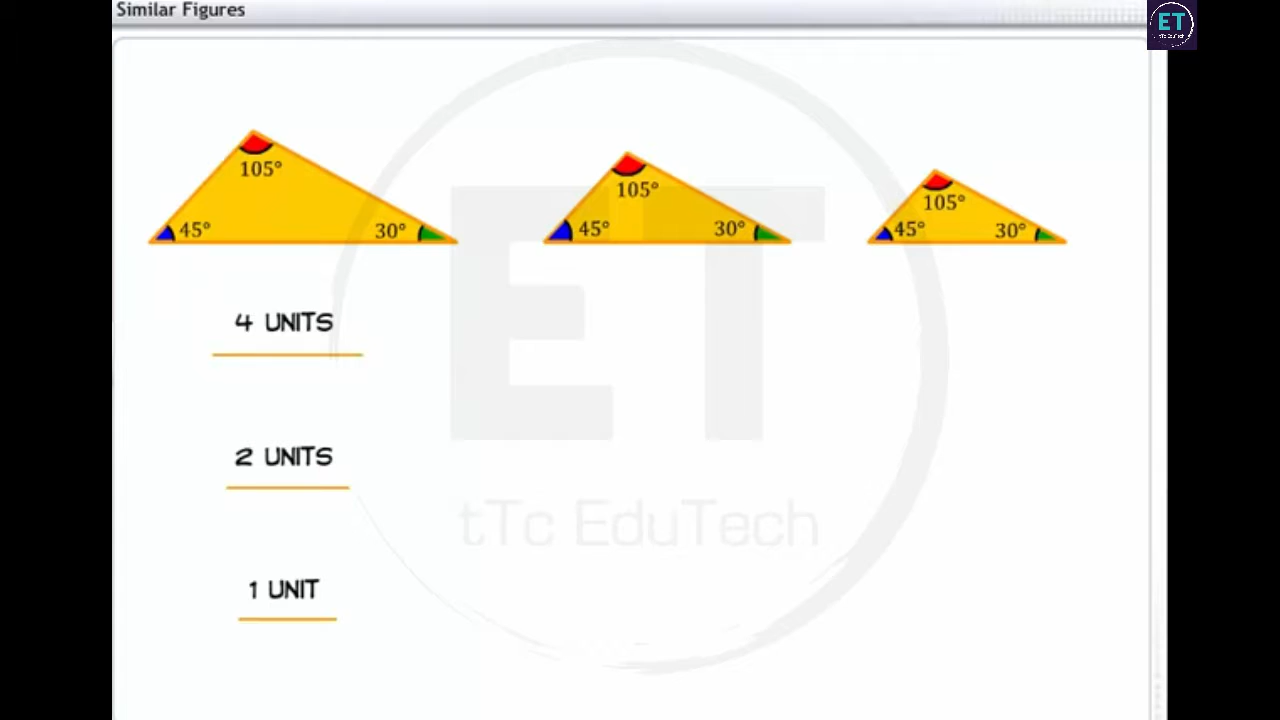 Similar Figures
ET
105°
45°
30°
105°
45°
30°
105°
45°
30°
4 UNITS
2 UNITS
1 UNIT
ET
tTc EduTech